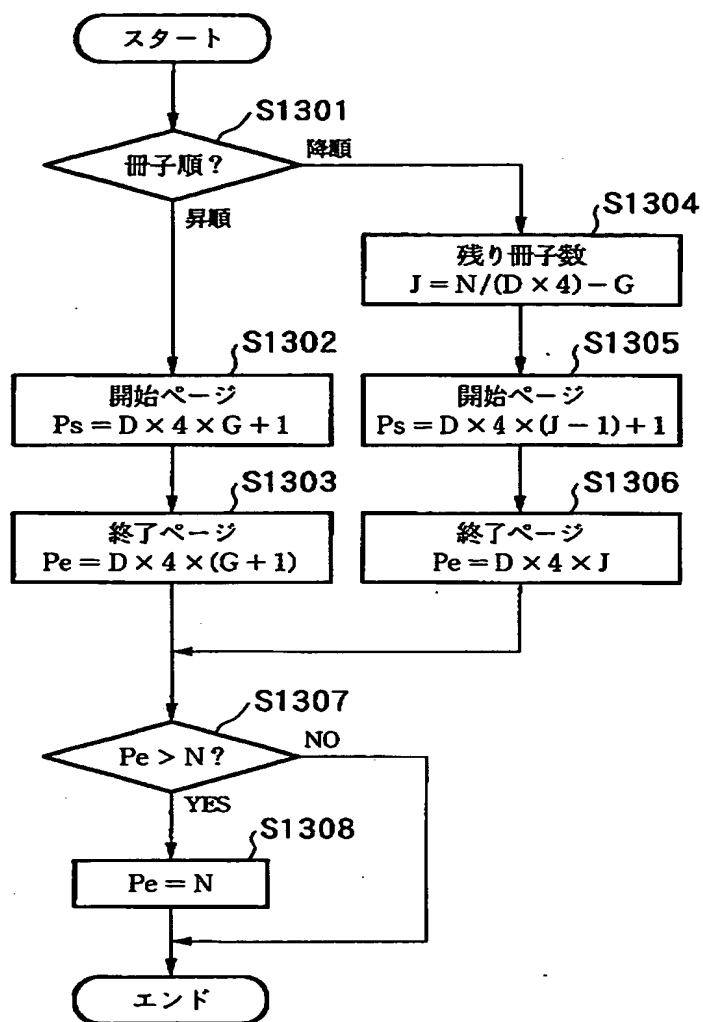 スタート
S1301
冊子順?
降順
昇順
S1304
残り冊子数
J = N/(D × 4) − G
S1302
開始ページ
Ps = D × 4 × G + 1
S1305
開始ページ
Ps = D × 4 × (J − 1) + 1
S1303
終了ページ
Pe = D × 4 × (G + 1)
S1306
終了ページ
Pe = D × 4 × J
S1307
Pe > N?
NO
YES
S1308
Pe = N
エンド